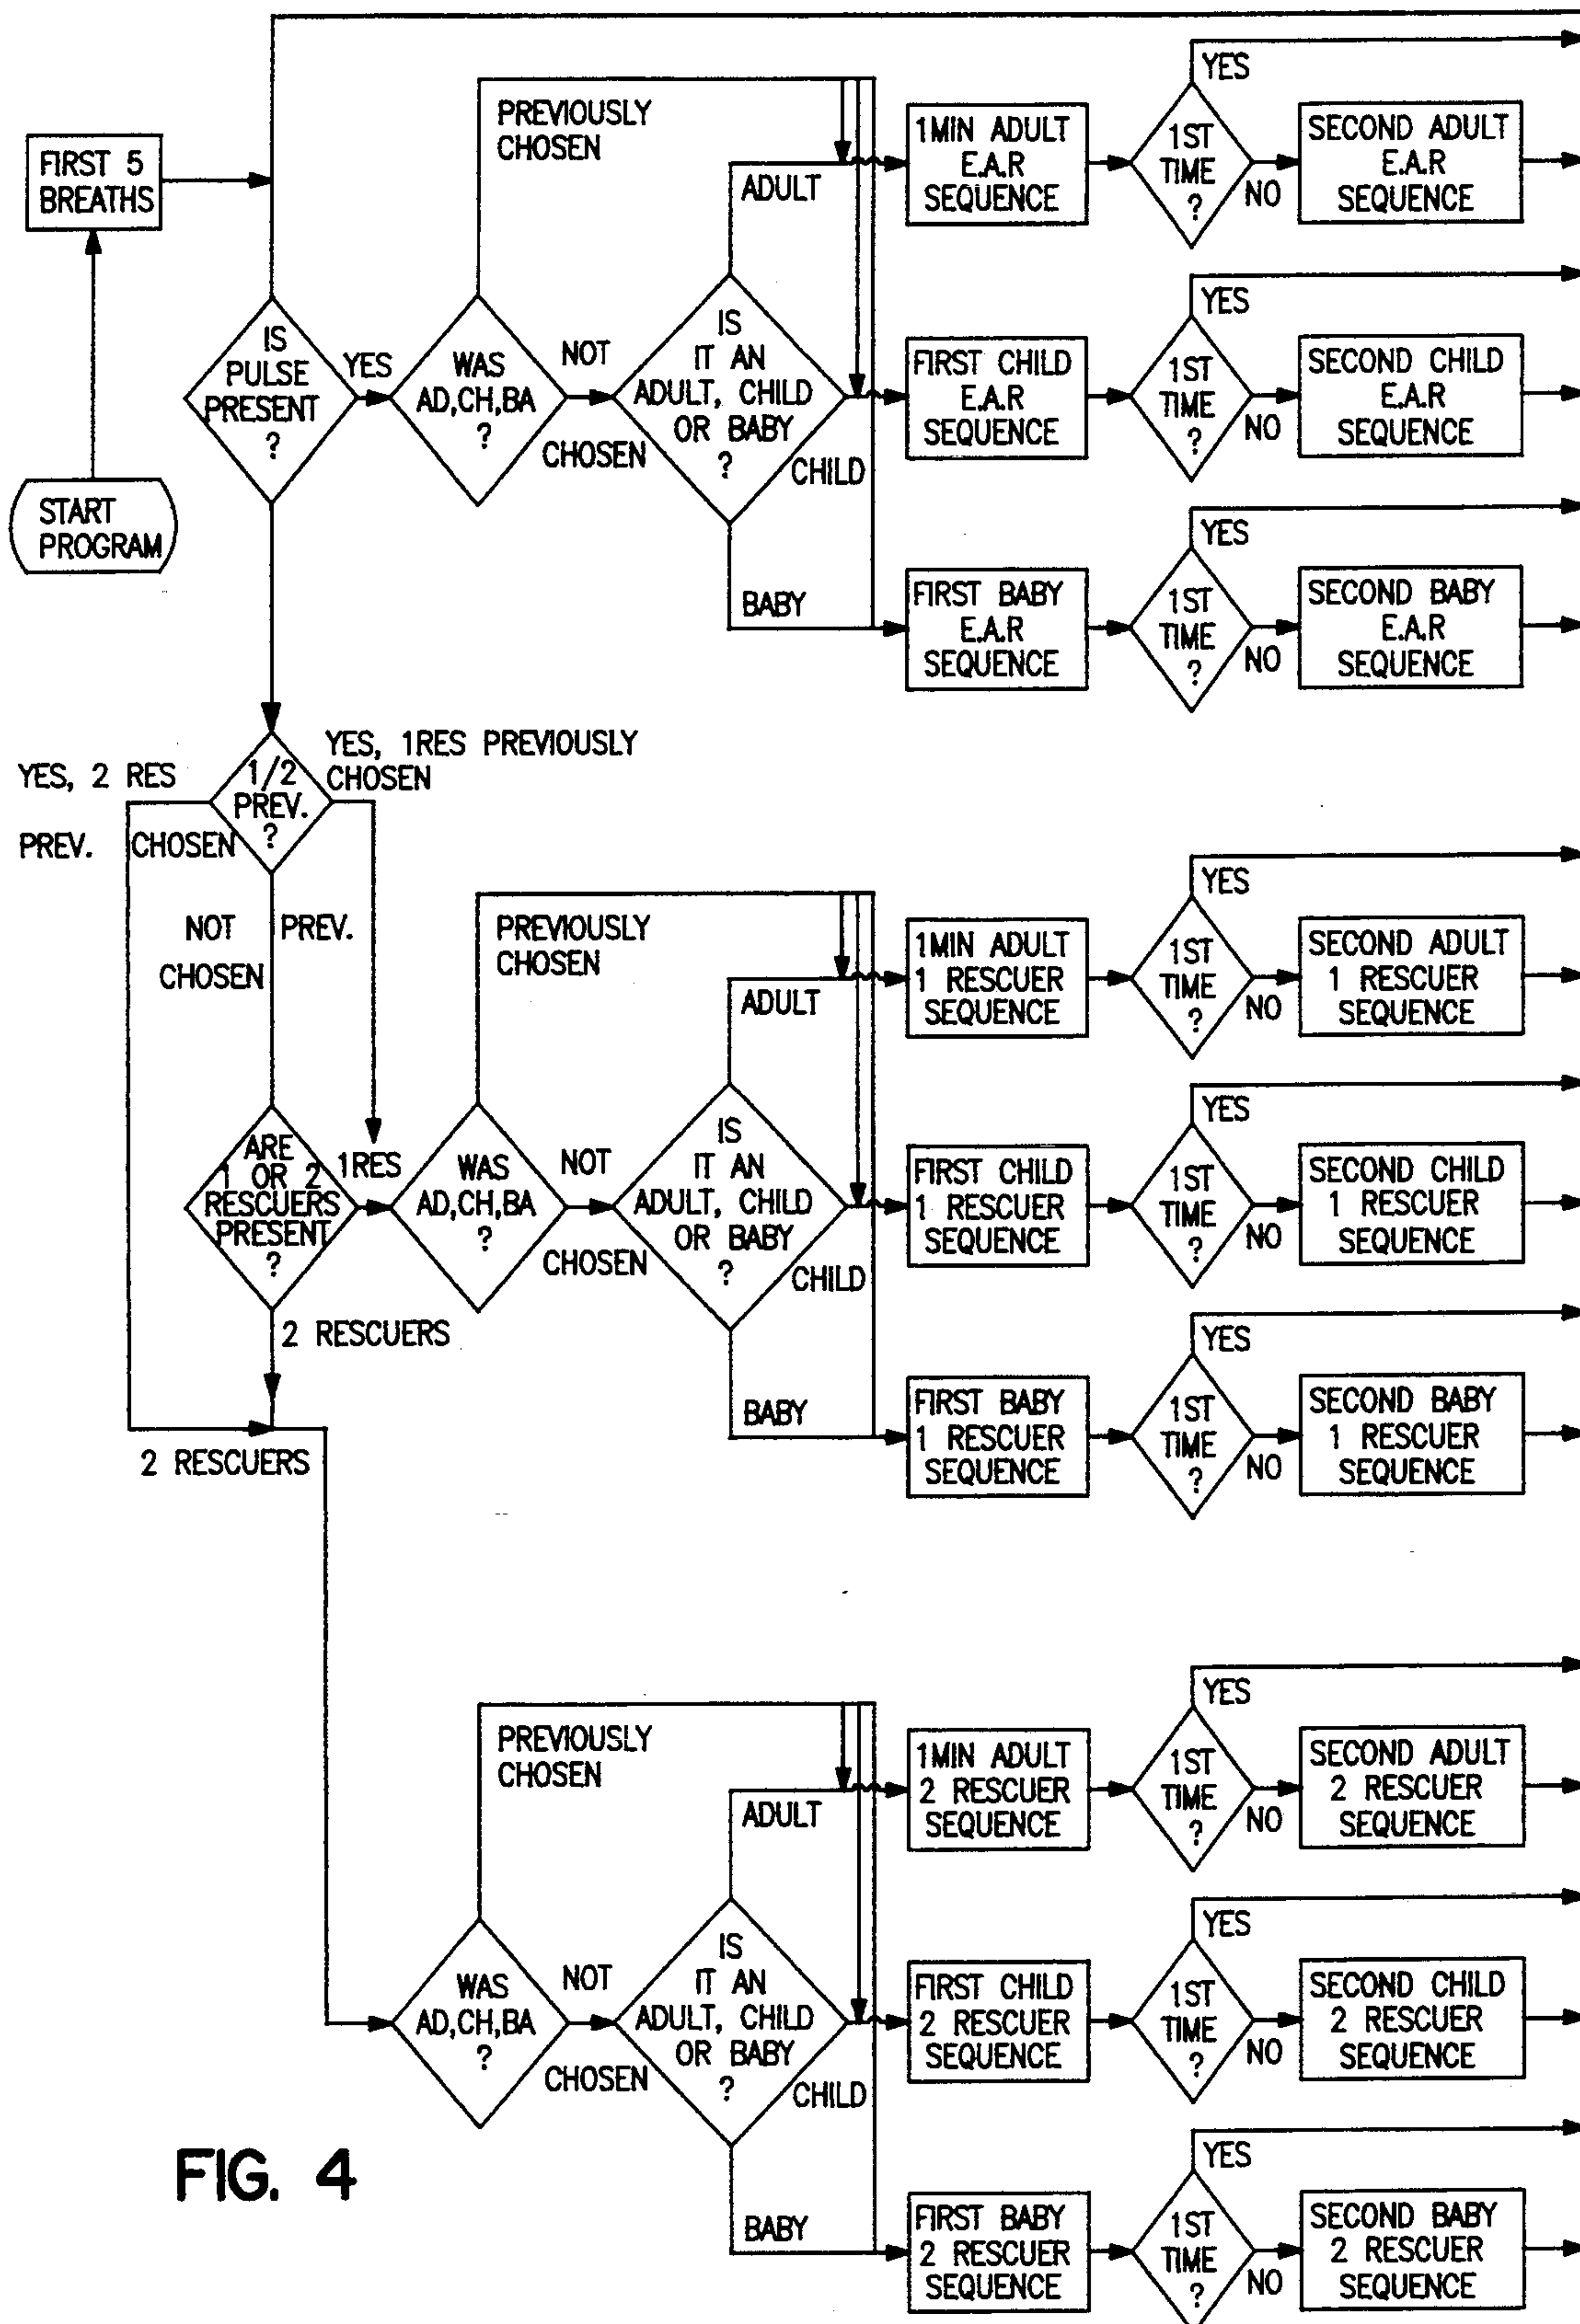 YES
PREVIOUSLY
CHOSEN
FIRST 5
BREATHS
ADULT
1MIN ADULT
E.A.R
SEQUENCE
1ST
TIME
?
NO
SECOND ADULT
E.A.R
SEQUENCE
YES
IS
PULSE
PRESENT
?
YES
WAS
AD,CH,BA
?
NOT
CHOSEN
IS
IT AN
ADULT, CHILD
OR BABY
?
CHILD
FIRST CHILD
E.A.R
SEQUENCE
1ST
TIME
?
NO
SECOND CHILD
E.A.R
SEQUENCE
START
PROGRAM
YES
BABY
FIRST BABY
E.A.R
SEQUENCE
1ST
TIME
?
NO
SECOND BABY
E.A.R
SEQUENCE
YES, 2 RES
PREV. CHOSEN
1/2
PREV.
?
YES, 1RES PREVIOUSLY
CHOSEN
NOT PREV.
CHOSEN
YES
PREVIOUSLY
CHOSEN
ADULT
1MIN ADULT
1 RESCUER
SEQUENCE
1ST
TIME
?
NO
SECOND ADULT
1 RESCUER
SEQUENCE
YES
ARE
1 OR 2
RESCUERS
PRESENT
?
1RES
WAS
AD,CH,BA
?
NOT
CHOSEN
IS
IT AN
ADULT, CHILD
OR BABY
?
CHILD
FIRST CHILD
1 RESCUER
SEQUENCE
1ST
TIME
?
NO
SECOND CHILD
1 RESCUER
SEQUENCE
2 RESCUERS
YES
BABY
FIRST BABY
1 RESCUER
SEQUENCE
1ST
TIME
?
NO
SECOND BABY
1 RESCUER
SEQUENCE
2 RESCUERS
YES
PREVIOUSLY
CHOSEN
ADULT
1MIN ADULT
2 RESCUER
SEQUENCE
1ST
TIME
?
NO
SECOND ADULT
2 RESCUER
SEQUENCE
YES
WAS
AD,CH,BA
?
NOT
CHOSEN
IS
IT AN
ADULT, CHILD
OR BABY
?
CHILD
FIRST CHILD
2 RESCUER
SEQUENCE
1ST
TIME
?
NO
SECOND CHILD
2 RESCUER
SEQUENCE
YES
BABY
FIRST BABY
2 RESCUER
SEQUENCE
1ST
TIME
?
NO
SECOND BABY
2 RESCUER
SEQUENCE
FIG. 4